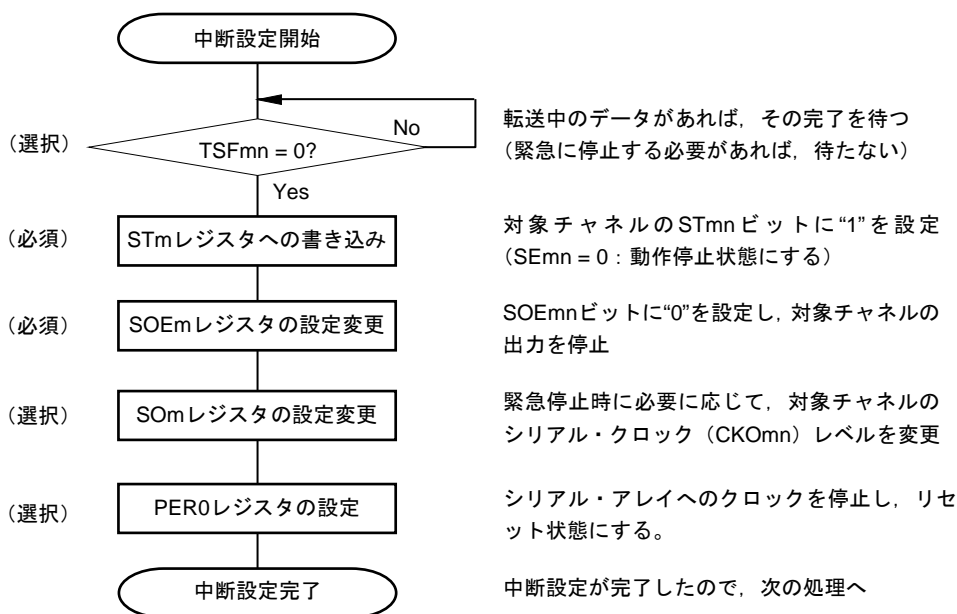 中断設定開始
(選択)
TSFmn = 0?
No
Yes
転送中のデータがあれば，その完了を待つ
（緊急に停止する必要があれば，待たない）
(必須)
STmレジスタへの書き込み
対象チャネルのSTmnビットに“1”を設定
（SEmn = 0：動作停止状態にする）
(必須)
SOEmレジスタの設定変更
SOEmnビットに“0”を設定し，対象チャネルの
出力を停止
(選択)
SOmレジスタの設定変更
緊急停止時に必要に応じて，対象チャネルの
シリアル・クロック（CKOmn）レベルを変更
(選択)
PER0レジスタの設定
シリアル・アレイへのクロックを停止し，リセ
ット状態にする。
中断設定完了
中断設定が完了したので，次の処理へ